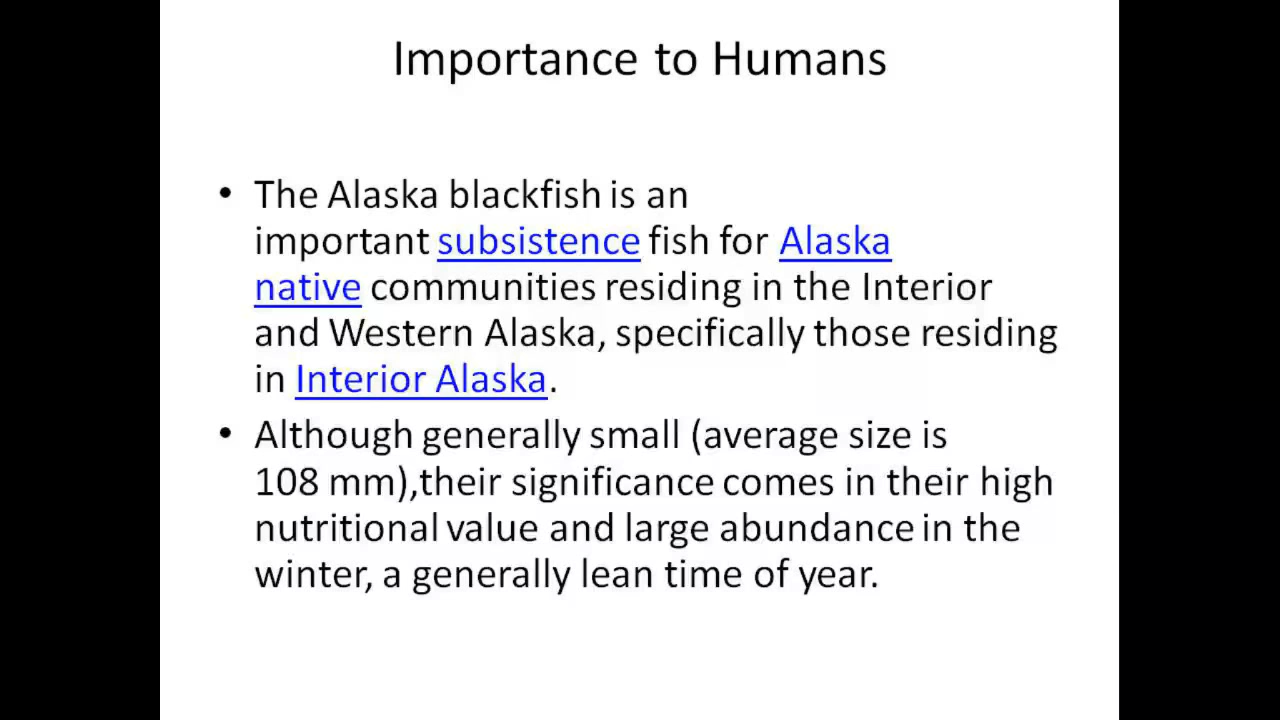 Importance to Humans
• The Alaska blackfish is an
important subsistence fish for Alaska
native communities residing in the Interior
and Western Alaska, specifically those residing
in Interior Alaska.
• Although generally small (average size is
108 mm),their significance comes in their high
nutritional value and large abundance in the
winter, a generally lean time of year.